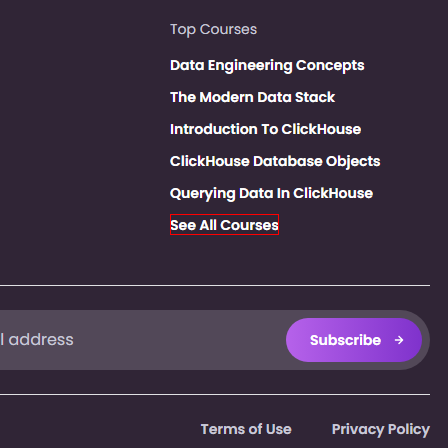 Top Courses
Data Engineering Concepts
The Modern Data Stack
Introduction To ClickHouse
ClickHouse Database Objects
Querying Data In ClickHouse
See All Courses
l address
Subscribe →
Terms of Use Privacy Policy